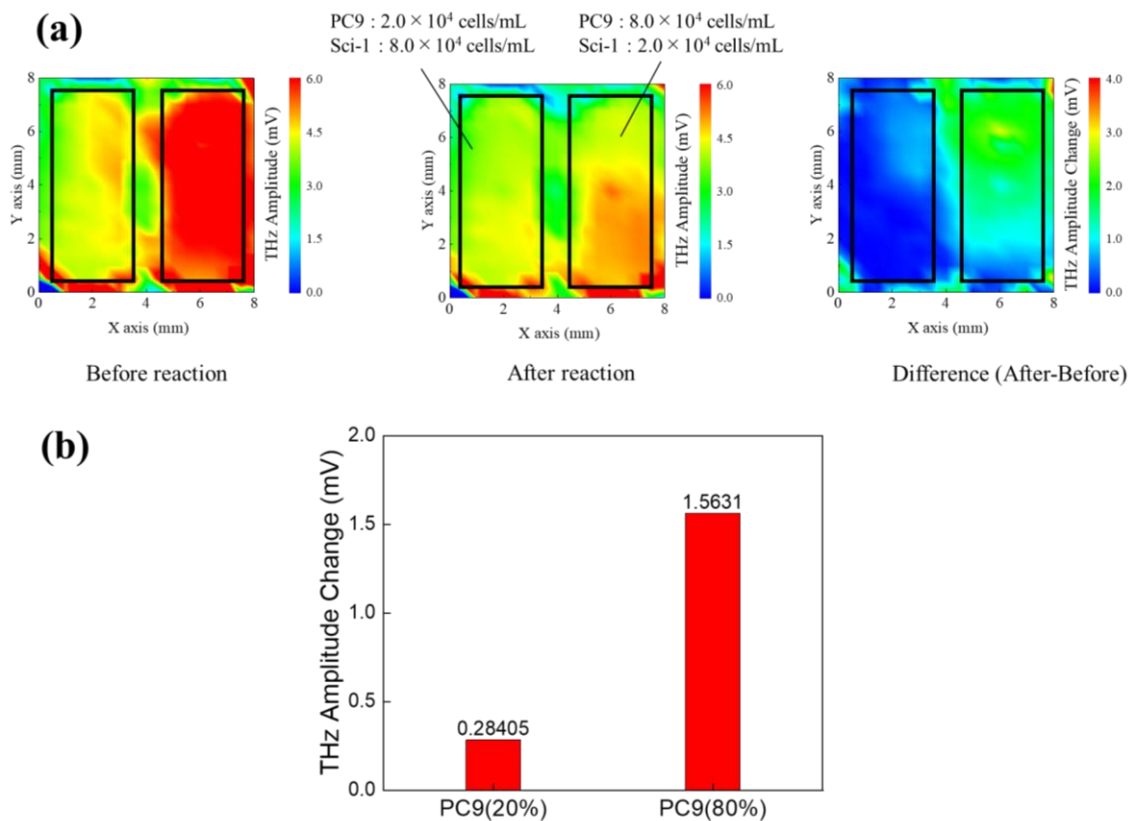 (a)
PC9 : 2.0 × 10⁴ cells/mL
Sci-1 : 8.0 × 10⁴ cells/mL
PC9 : 8.0 × 10⁴ cells/mL
Sci-1 : 2.0 × 10⁴ cells/mL
8
6
4
2
0
Y axis (mm)
0 2 4 6 8
X axis (mm)
6.0
4.5
3.0
1.5
0.0
THz Amplitude (mV)
Before reaction
8
6
4
2
0
Y axis (mm)
0 2 4 6 8
X axis (mm)
6.0
4.5
3.0
1.5
0.0
THz Amplitude (mV)
After reaction
8
6
4
2
0
Y axis (mm)
0 2 4 6 8
X axis (mm)
4.0
3.0
2.0
1.0
0.0
THz Amplitude Change (mV)
Difference (After-Before)
(b)
THz Amplitude Change (mV)
2.0
1.5
1.0
0.5
0.0
0.28405
1.5631
PC9(20%)
PC9(80%)